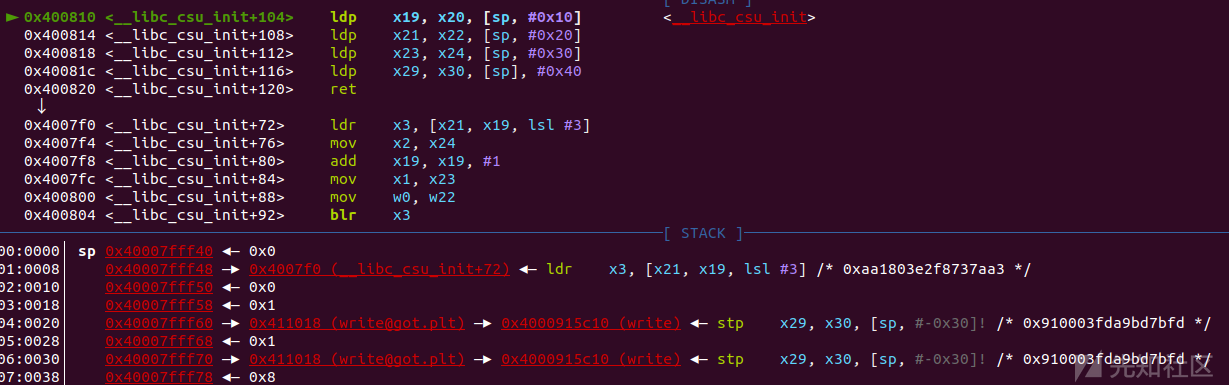 [ DISASM ]
► 0x400810 <__libc_csu_init+104> ldp x19, x20, [sp, #0x10] <__libc_csu_init>
0x400814 <__libc_csu_init+108> ldp x21, x22, [sp, #0x20]
0x400818 <__libc_csu_init+112> ldp x23, x24, [sp, #0x30]
0x40081c <__libc_csu_init+116> ldp x29, x30, [sp], #0x40
0x400820 <__libc_csu_init+120> ret
↓
0x4007f0 <__libc_csu_init+72> ldr x3, [x21, x19, lsl #3]
0x4007f4 <__libc_csu_init+76> mov x2, x24
0x4007f8 <__libc_csu_init+80> add x19, x19, #1
0x4007fc <__libc_csu_init+84> mov x1, x23
0x400800 <__libc_csu_init+88> mov w0, w22
0x400804 <__libc_csu_init+92> blr x3
[ STACK ]
00:0000│ sp 0x40007fff40 ◂— 0x0
01:0008│ 0x40007fff48 —▸ 0x4007f0 (__libc_csu_init+72) ◂— ldr x3, [x21, x19, lsl #3] /* 0xaa1803e2f8737aa3 */
02:0010│ 0x40007fff50 ◂— 0x0
03:0018│ 0x40007fff58 ◂— 0x1
04:0020│ 0x40007fff60 —▸ 0x411018 (write@got.plt) —▸ 0x4000915c10 (write) ◂— stp x29, x30, [sp, #-0x30]! /* 0x910003fda9bd7bfd */
05:0028│ 0x40007fff68 ◂— 0x1
06:0030│ 0x40007fff70 —▸ 0x411018 (write@got.plt) —▸ 0x4000915c10 (write) ◂— stp x29, x30, [sp, #-0x30]! /* 0x910003fda9bd7bfd */
07:0038│ 0x40007fff78 ◂— 0x8
先知社区